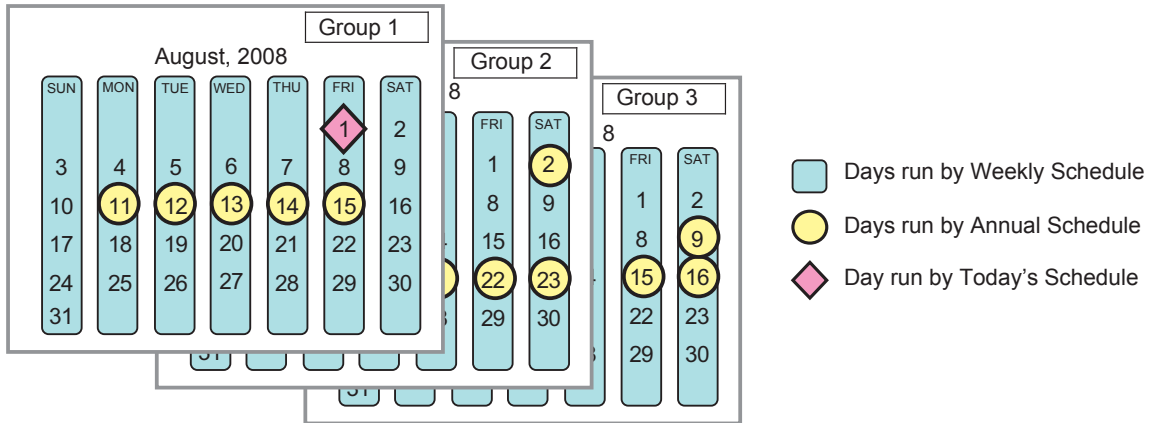 Group 1
August, 2008
SUN MON TUE WED THU FRI SAT
1 2
3 4 5 6 7 8 9
10 11 12 13 14 15 16
17 18 19 20 21 22 23
24 25 26 27 28 29 30
31
Group 2
8
FRI SAT
1 2
8 9
15 16
22 23
29 30
31
Group 3
8
FRI SAT
1 2
8 9
15 16
22 23
29 30
31
Days run by Weekly Schedule
Days run by Annual Schedule
Day run by Today's Schedule